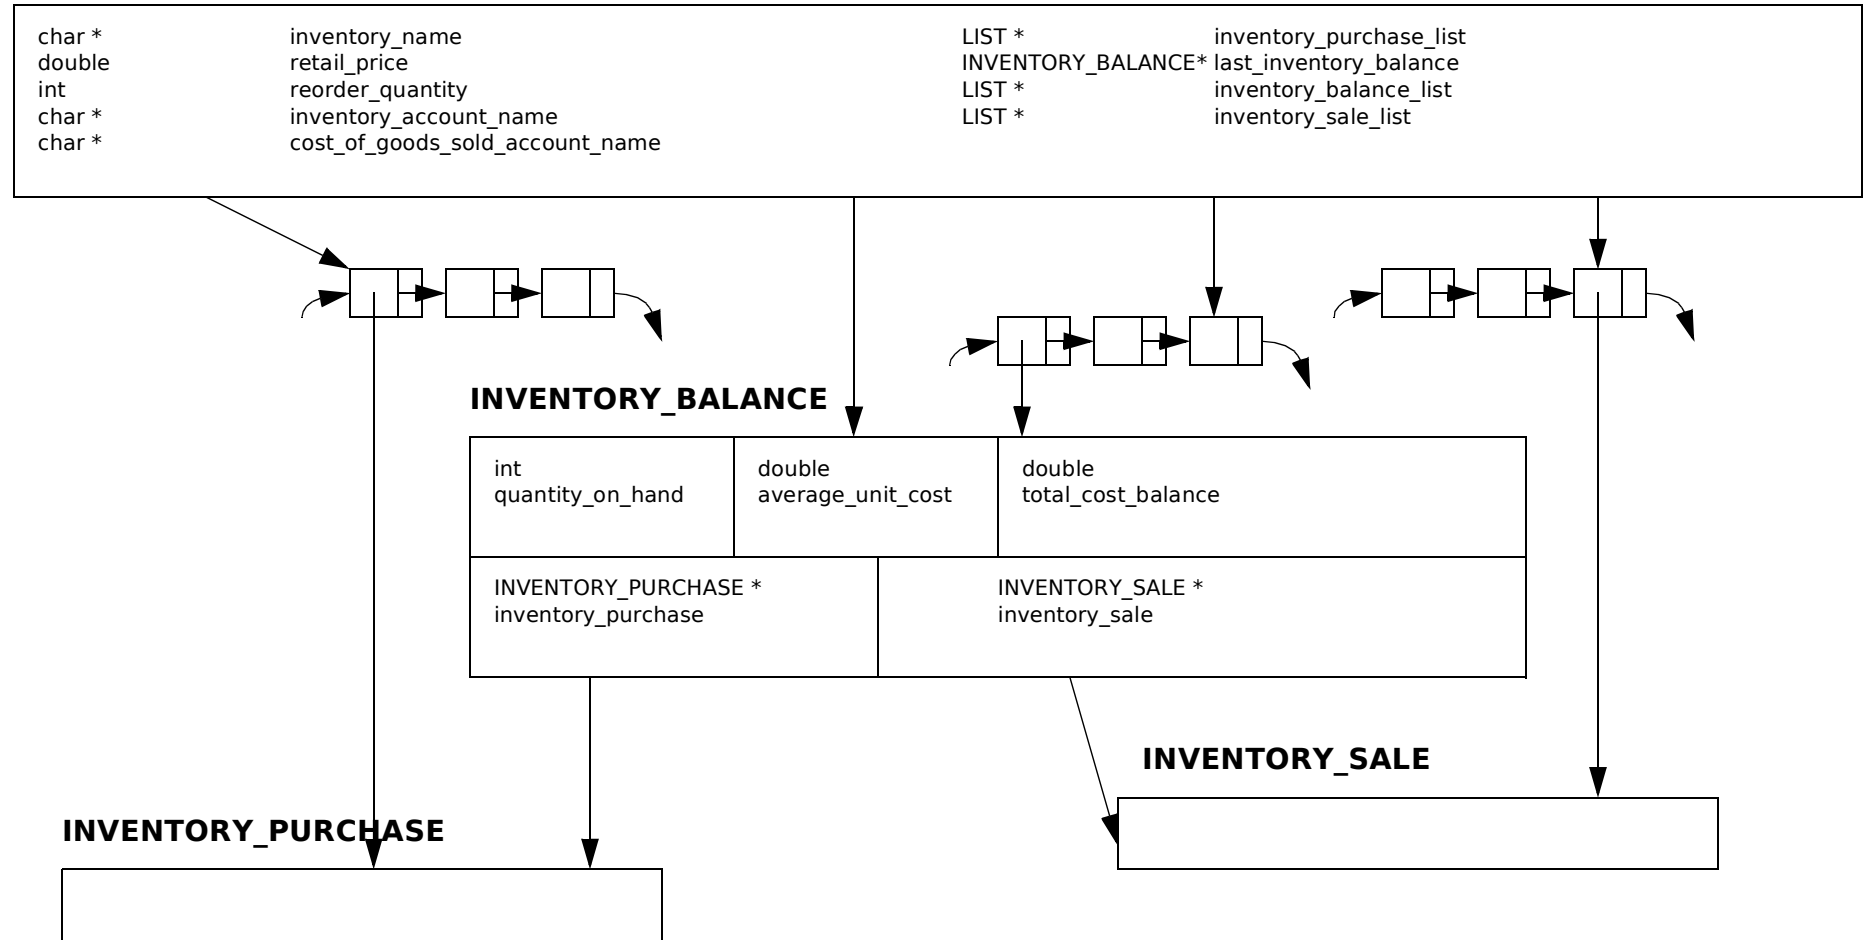 char * inventory_name
double retail_price
int reorder_quantity
char * inventory_account_name
char * cost_of_goods_sold_account_name
LIST * inventory_purchase_list
INVENTORY_BALANCE* last_inventory_balance
LIST * inventory_balance_list
LIST * inventory_sale_list
INVENTORY_BALANCE
int
quantity_on_hand
double
average_unit_cost
double
total_cost_balance
INVENTORY_PURCHASE *
inventory_purchase
INVENTORY_SALE *
inventory_sale
INVENTORY_SALE
INVENTORY_PURCHASE